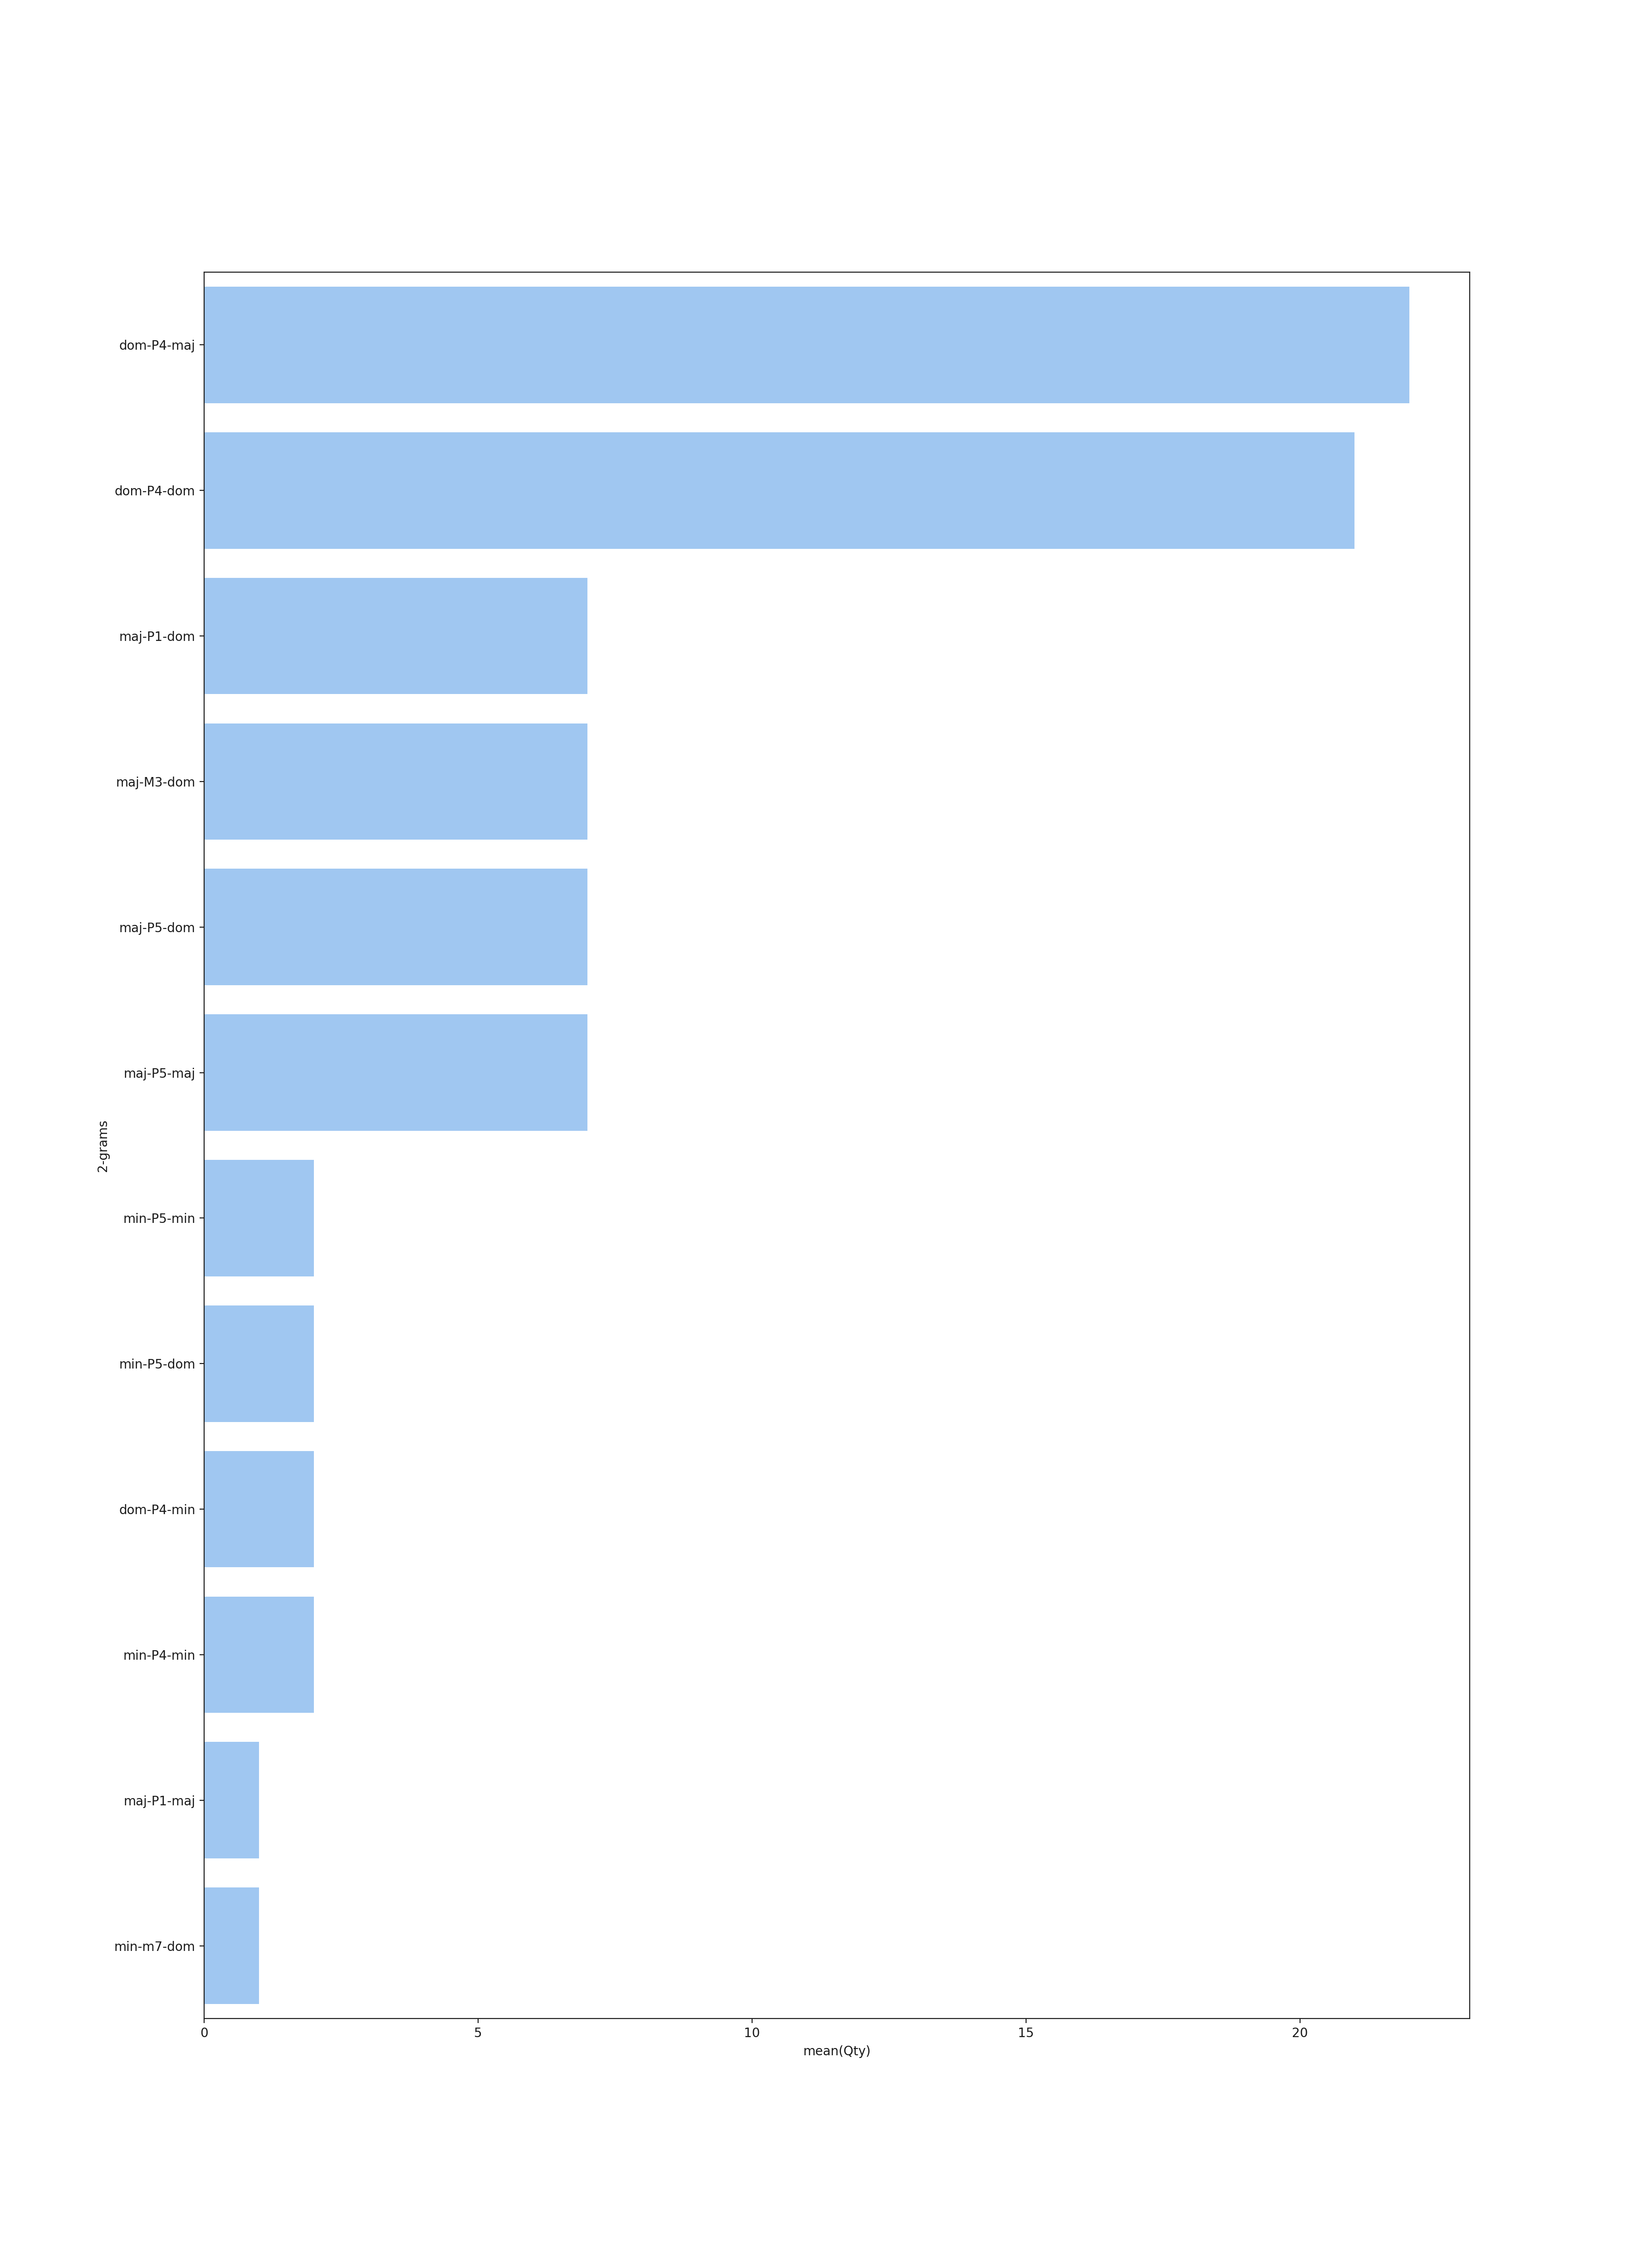 dom-P4-maj
dom-P4-dom
maj-P1-dom
maj-M3-dom
maj-P5-dom
maj-P5-maj
2-grams
min-P5-min
min-P5-dom
dom-P4-min
min-P4-min
maj-P1-maj
min-m7-dom
0 5 10 15 20
mean(Qty)